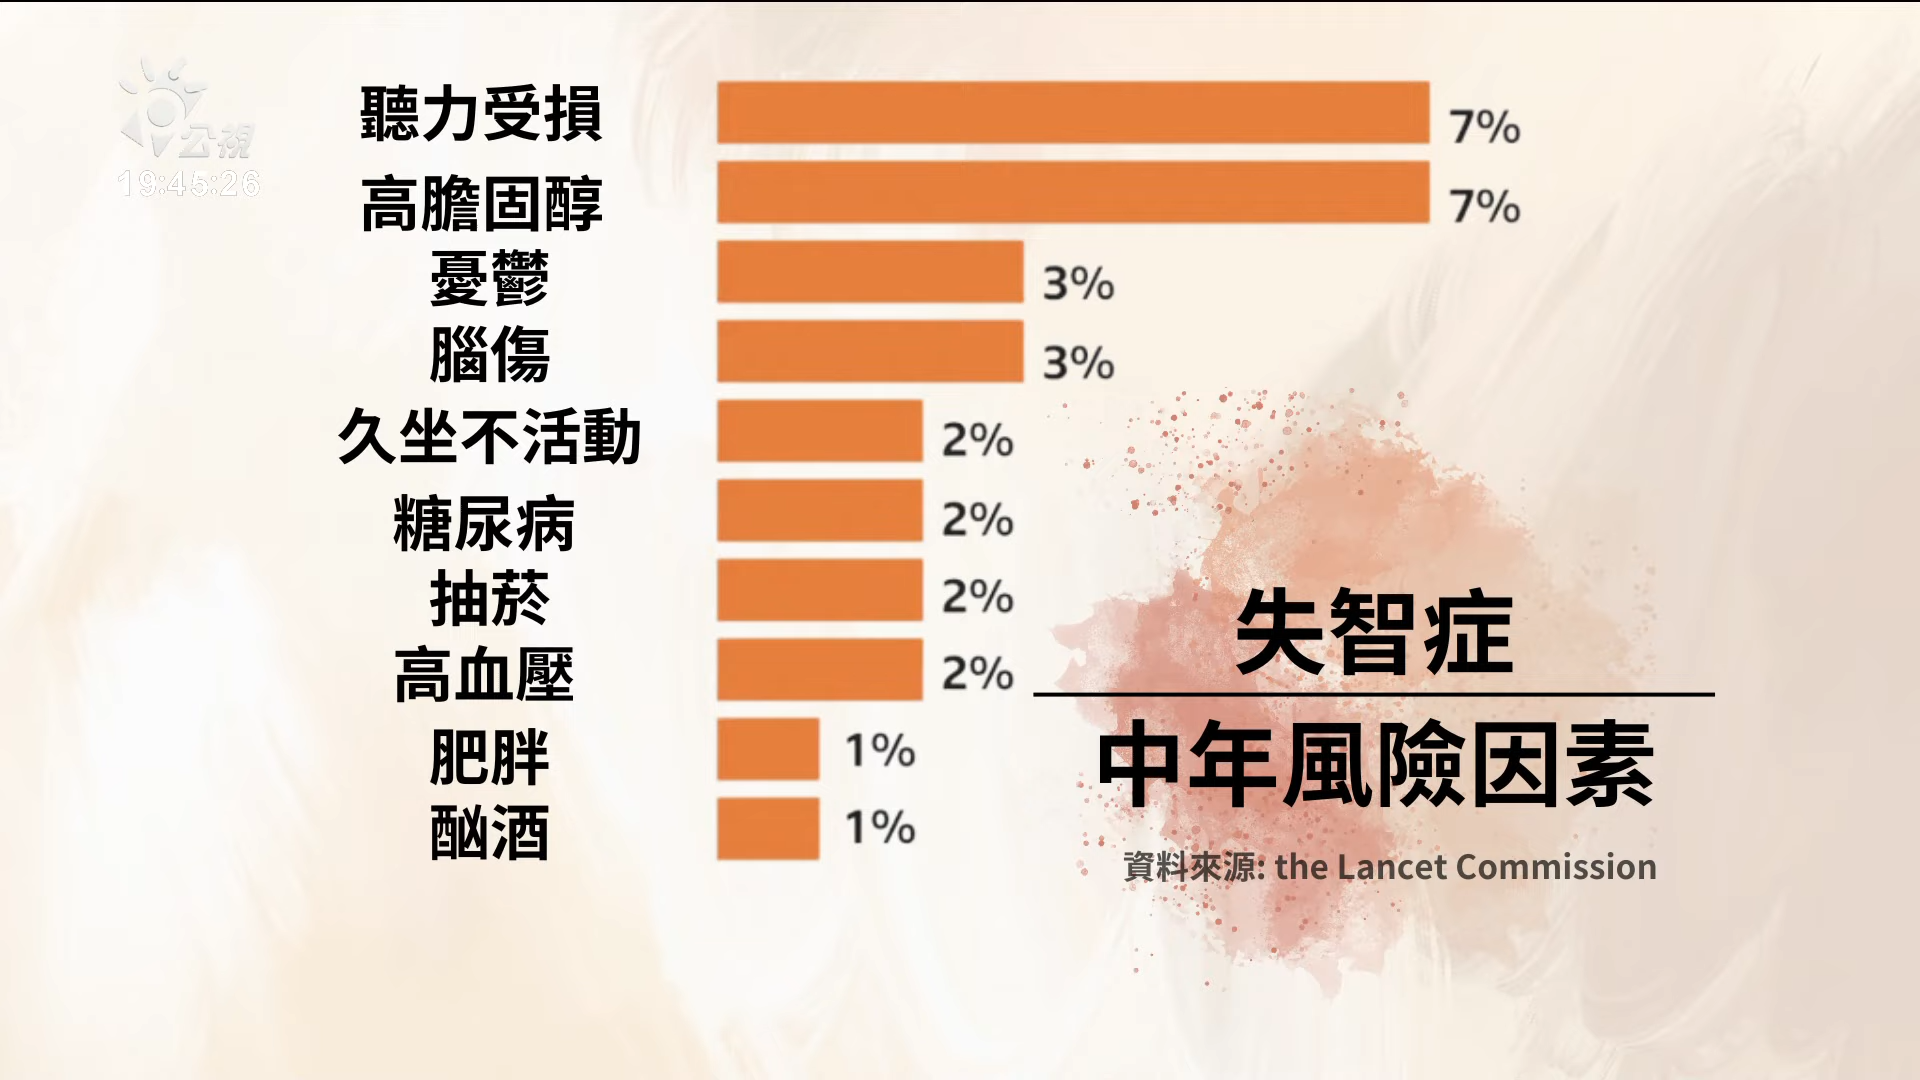 公視
19:45:26
聽力受損 7%
高膽固醇 7%
憂鬱 3%
腦傷 3%
久坐不活動 2%
糖尿病 2%
抽菸 2%
高血壓 2%
肥胖 1%
酗酒 1%
失智症
中年風險因素
資料來源: the Lancet Commission